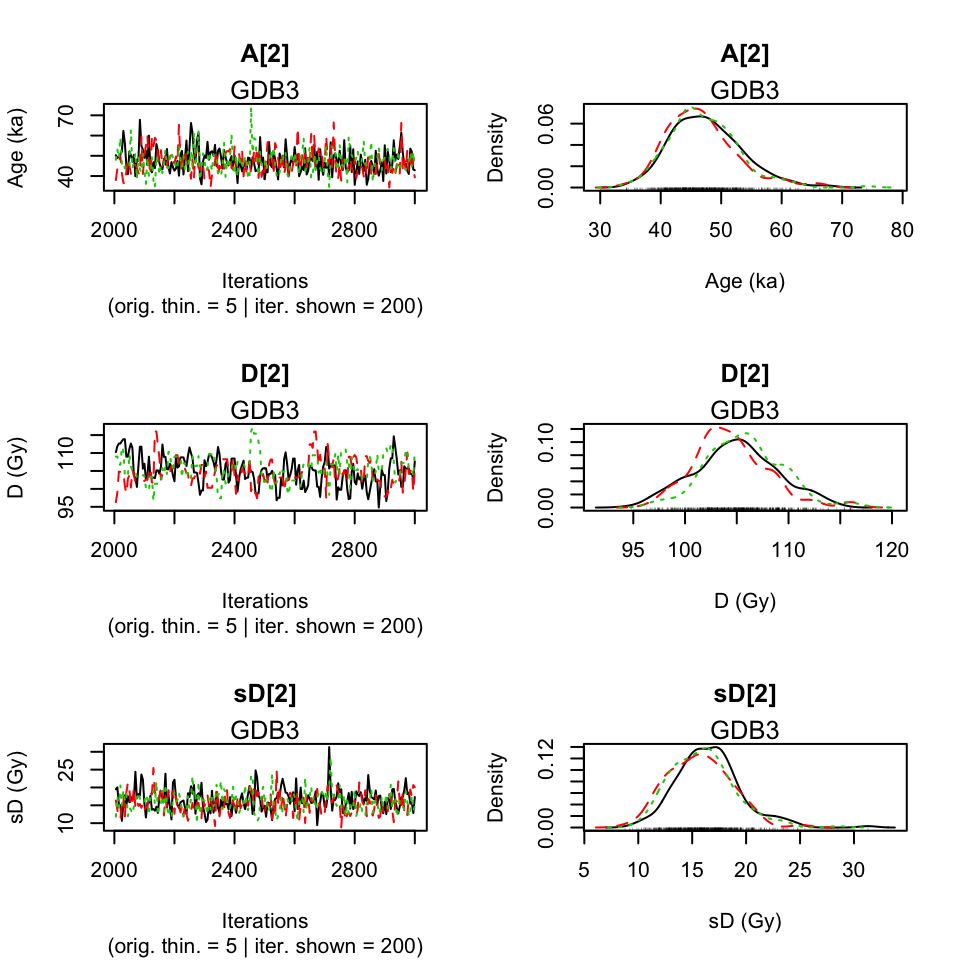 A[2]
GDB3
Age (ka)
70
40
2000 2400 2800
Iterations
(orig. thin. = 5 | iter. shown = 200)
A[2]
GDB3
Density
0.06
0.00
30 40 50 60 70 80
Age (ka)
D[2]
GDB3
D (Gy)
110
95
2000 2400 2800
Iterations
(orig. thin. = 5 | iter. shown = 200)
D[2]
GDB3
Density
0.10
0.00
95 100 110 120
D (Gy)
sD[2]
GDB3
sD (Gy)
25
10
2000 2400 2800
Iterations
(orig. thin. = 5 | iter. shown = 200)
sD[2]
GDB3
Density
0.12
0.00
5 10 15 20 25 30
sD (Gy)